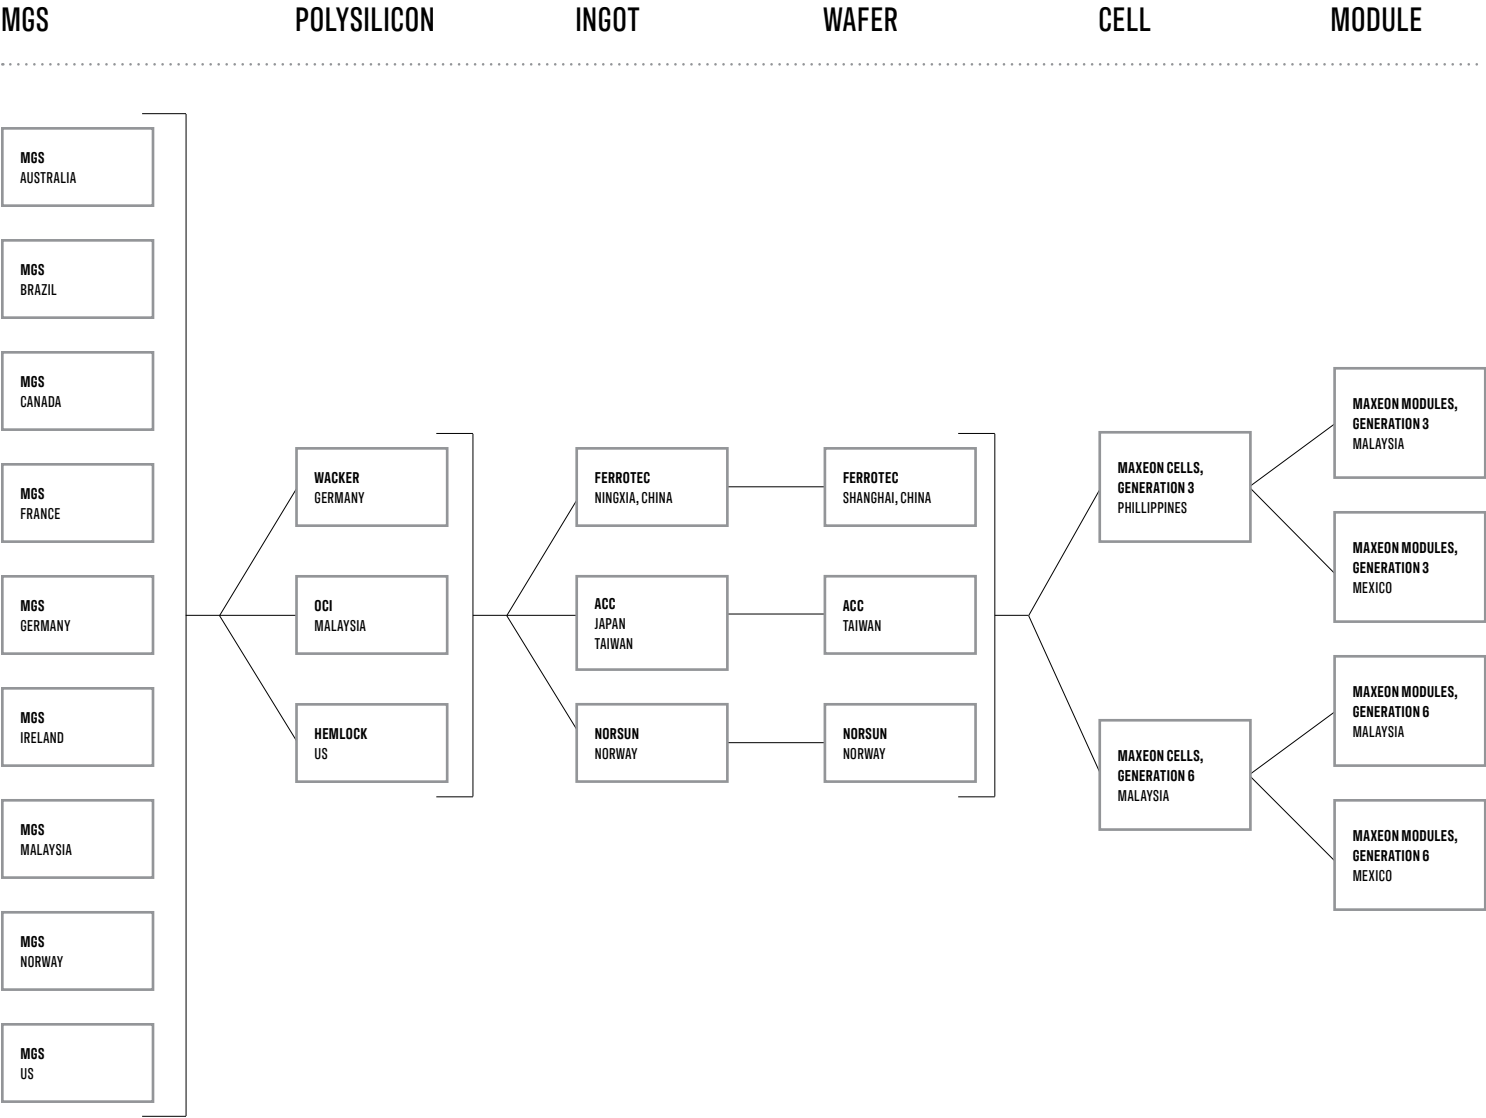 MGS
POLYSILICON
INGOT
WAFER
CELL
MODULE
MGS
AUSTRALIA
MGS
BRAZIL
MGS
CANADA
MGS
FRANCE
MGS
GERMANY
MGS
IRELAND
MGS
MALAYSIA
MGS
NORWAY
MGS
US
WACKER
GERMANY
OCI
MALAYSIA
HEMLOCK
US
FERROTEC
NINGXIA, CHINA
ACC
JAPAN
TAIWAN
NORSUN
NORWAY
FERROTEC
SHANGHAI, CHINA
ACC
TAIWAN
NORSUN
NORWAY
MAXEON CELLS,
GENERATION 3
PHILLIPPINES
MAXEON CELLS,
GENERATION 6
MALAYSIA
MAXEON MODULES,
GENERATION 3
MALAYSIA
MAXEON MODULES,
GENERATION 3
MEXICO
MAXEON MODULES,
GENERATION 6
MALAYSIA
MAXEON MODULES,
GENERATION 6
MEXICO